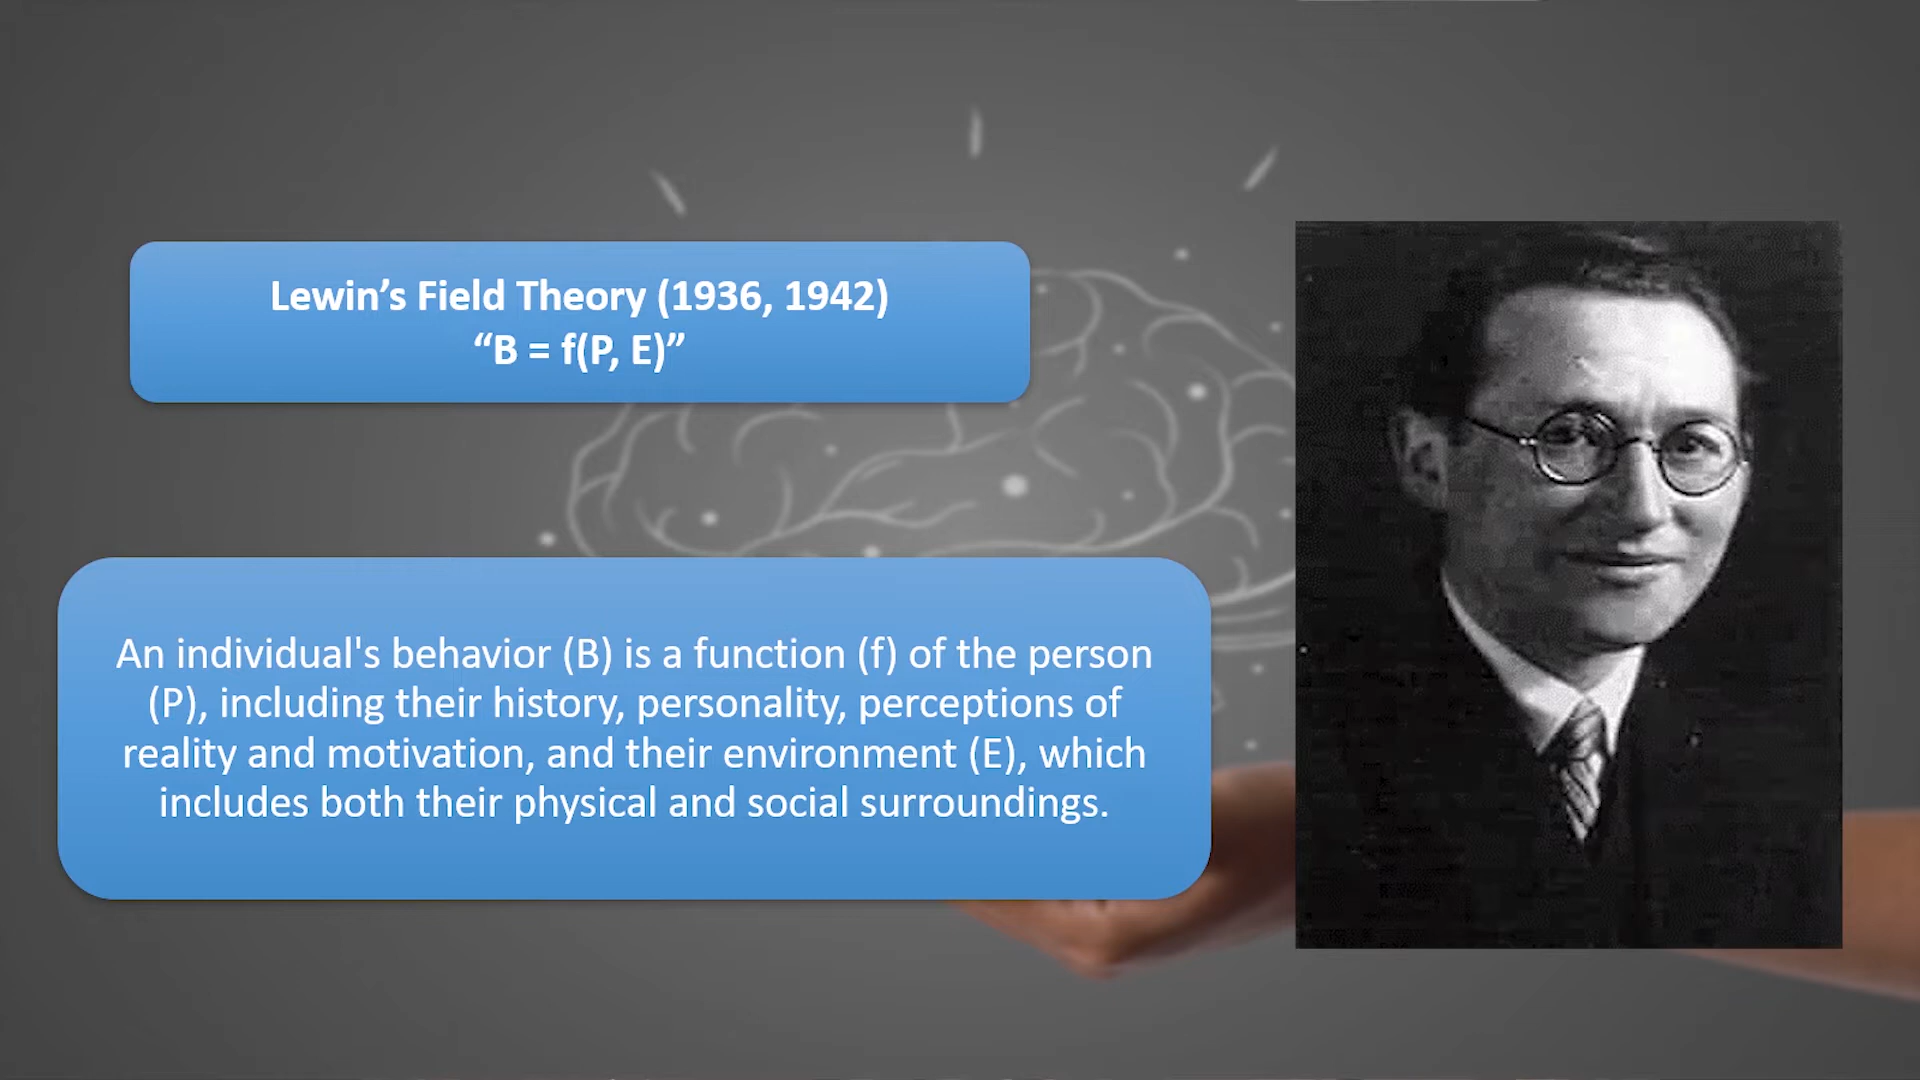 Lewin’s Field Theory (1936, 1942)
“B = f(P, E)”
An individual's behavior (B) is a function (f) of the person
(P), including their history, personality, perceptions of
reality and motivation, and their environment (E), which
includes both their physical and social surroundings.